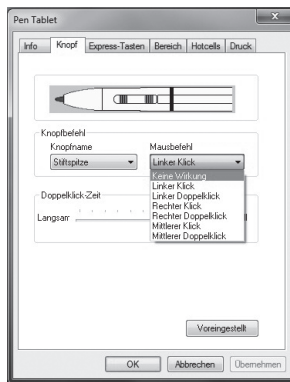 Pen Tablet
Info Knopf Express-Tasten Bereich Hotcells Druck
Knopfbefehl
Knopfname Mausbefehl
Stiftspitze Linker Klick
Keine Wirkung
Linker Klick
Linker Doppelklick
Rechter Klick
Rechter Doppelklick
Mittlerer Klick
Mittlerer Doppelklick
Doppelklick-Zeit
Langsam
Voreingestellt
OK Abbrechen Übernehmen